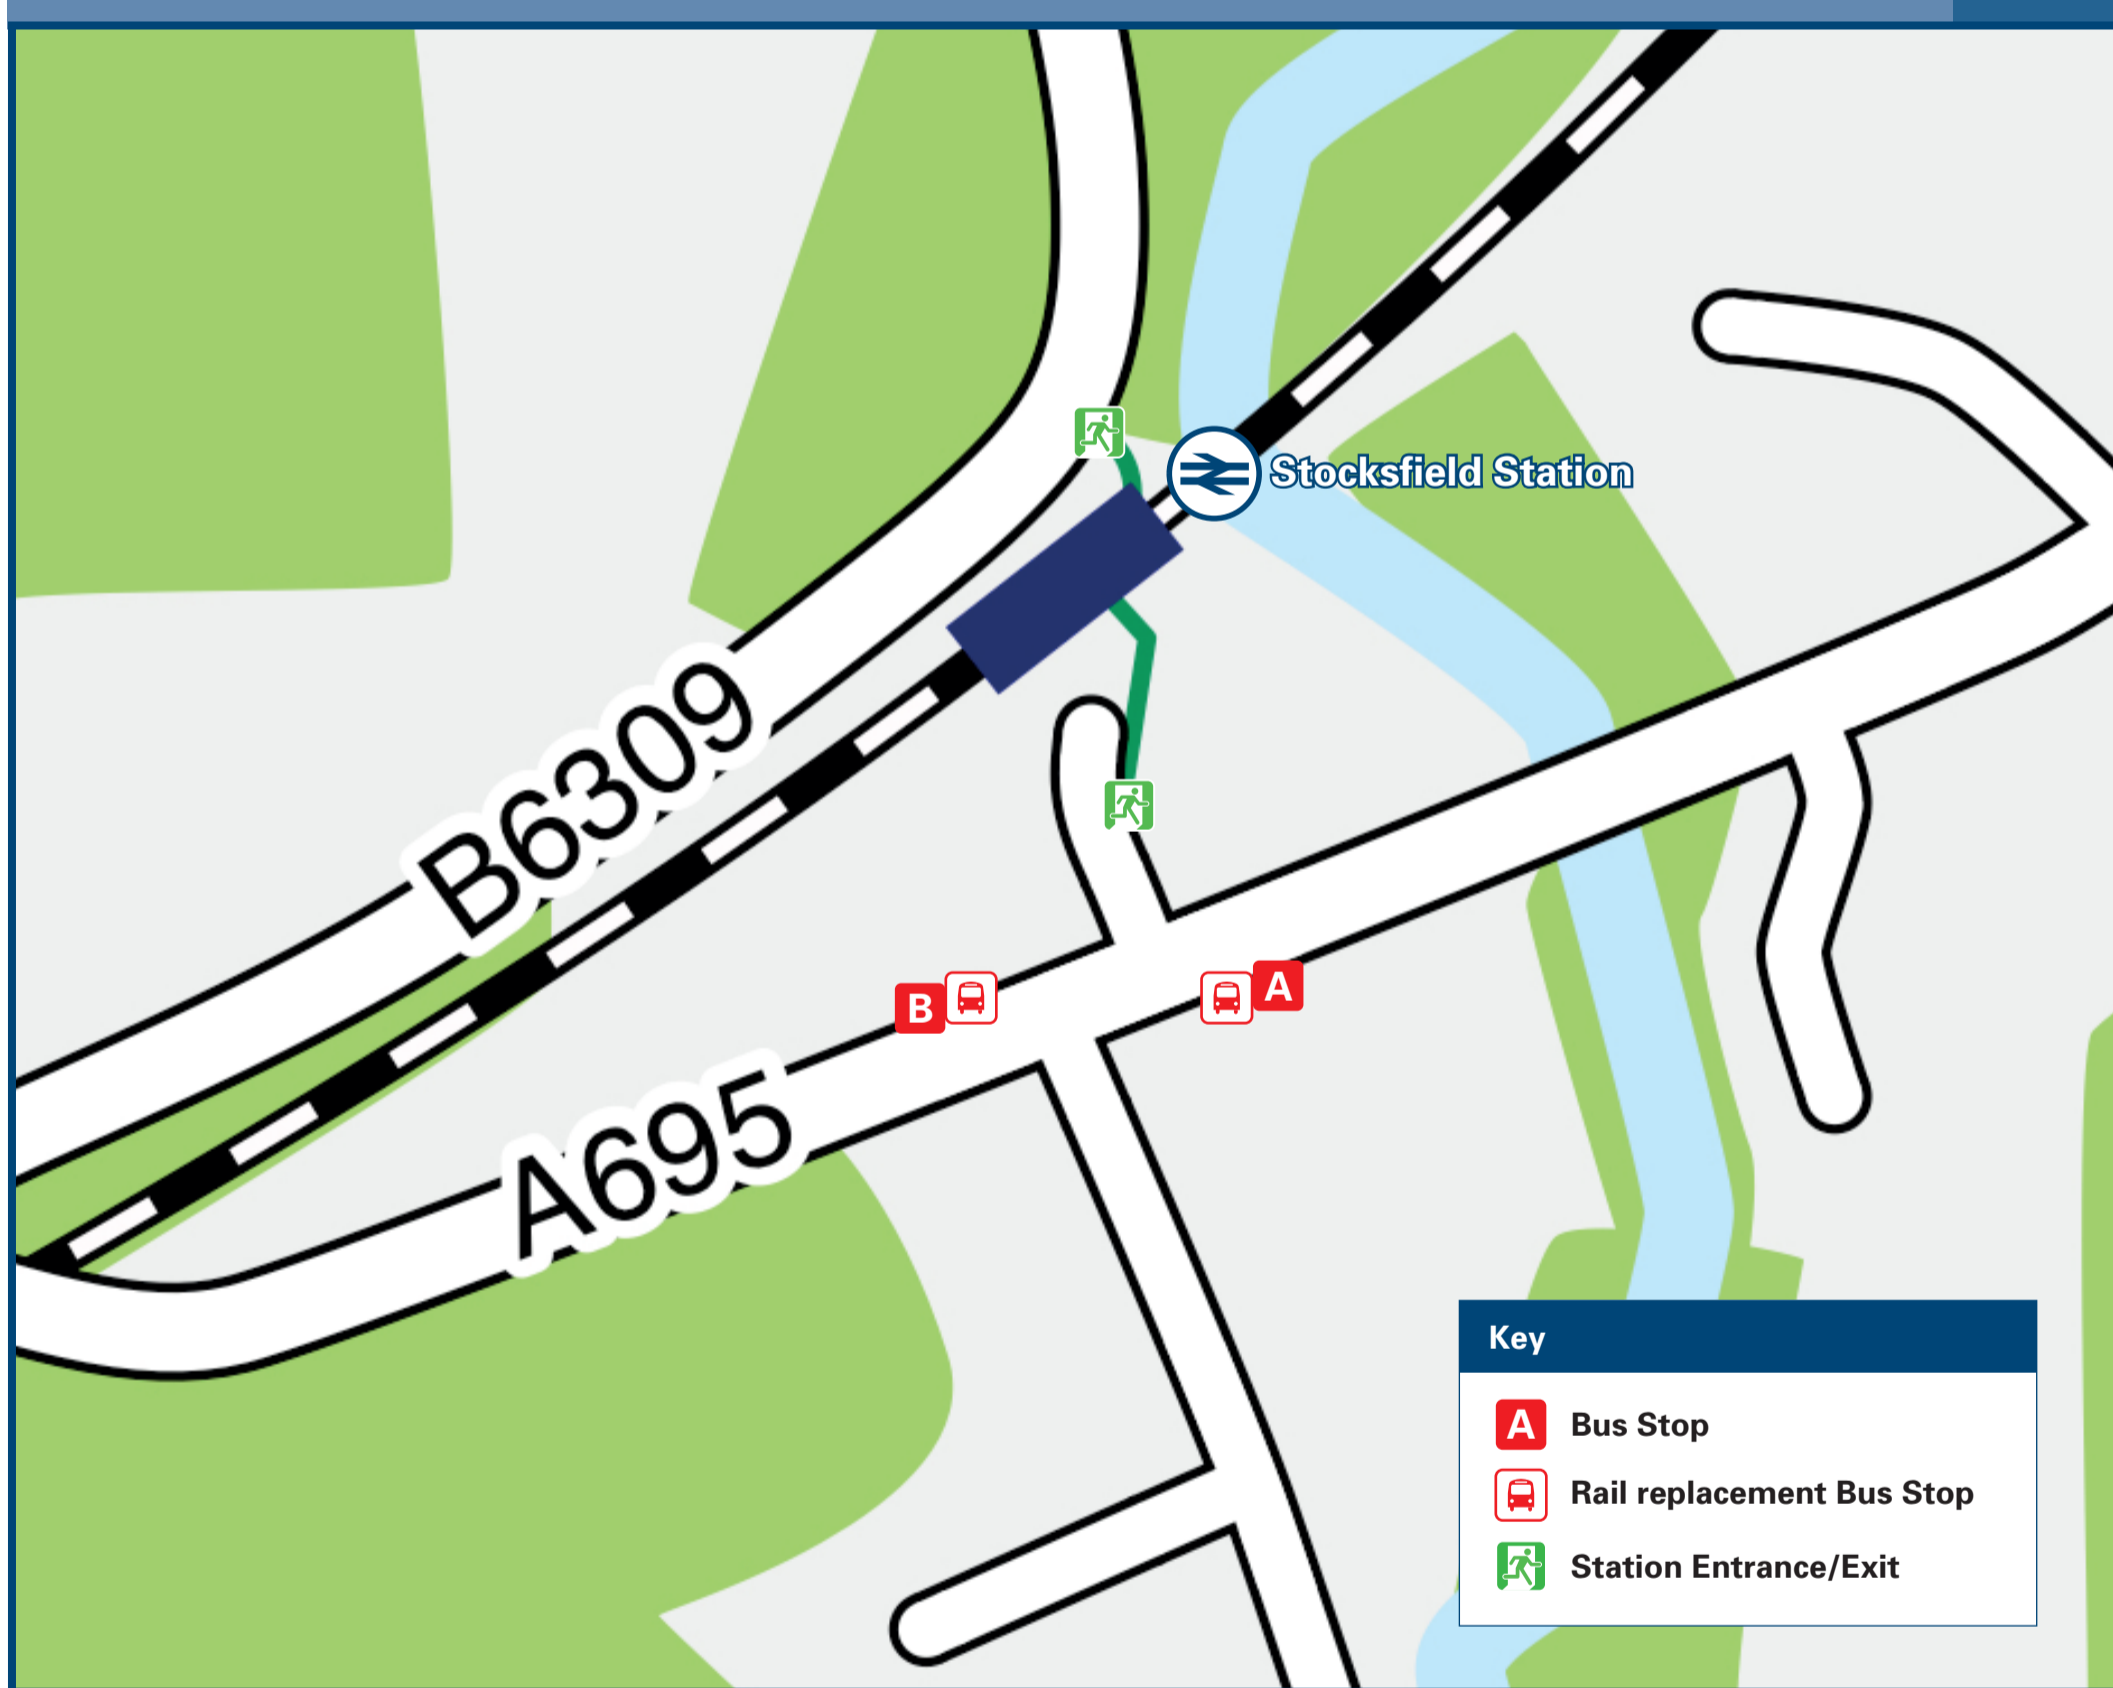 Stocksfield Station
B6309
B
A
A695
Key
A Bus Stop
Rail replacement Bus Stop
Station Entrance/Exit